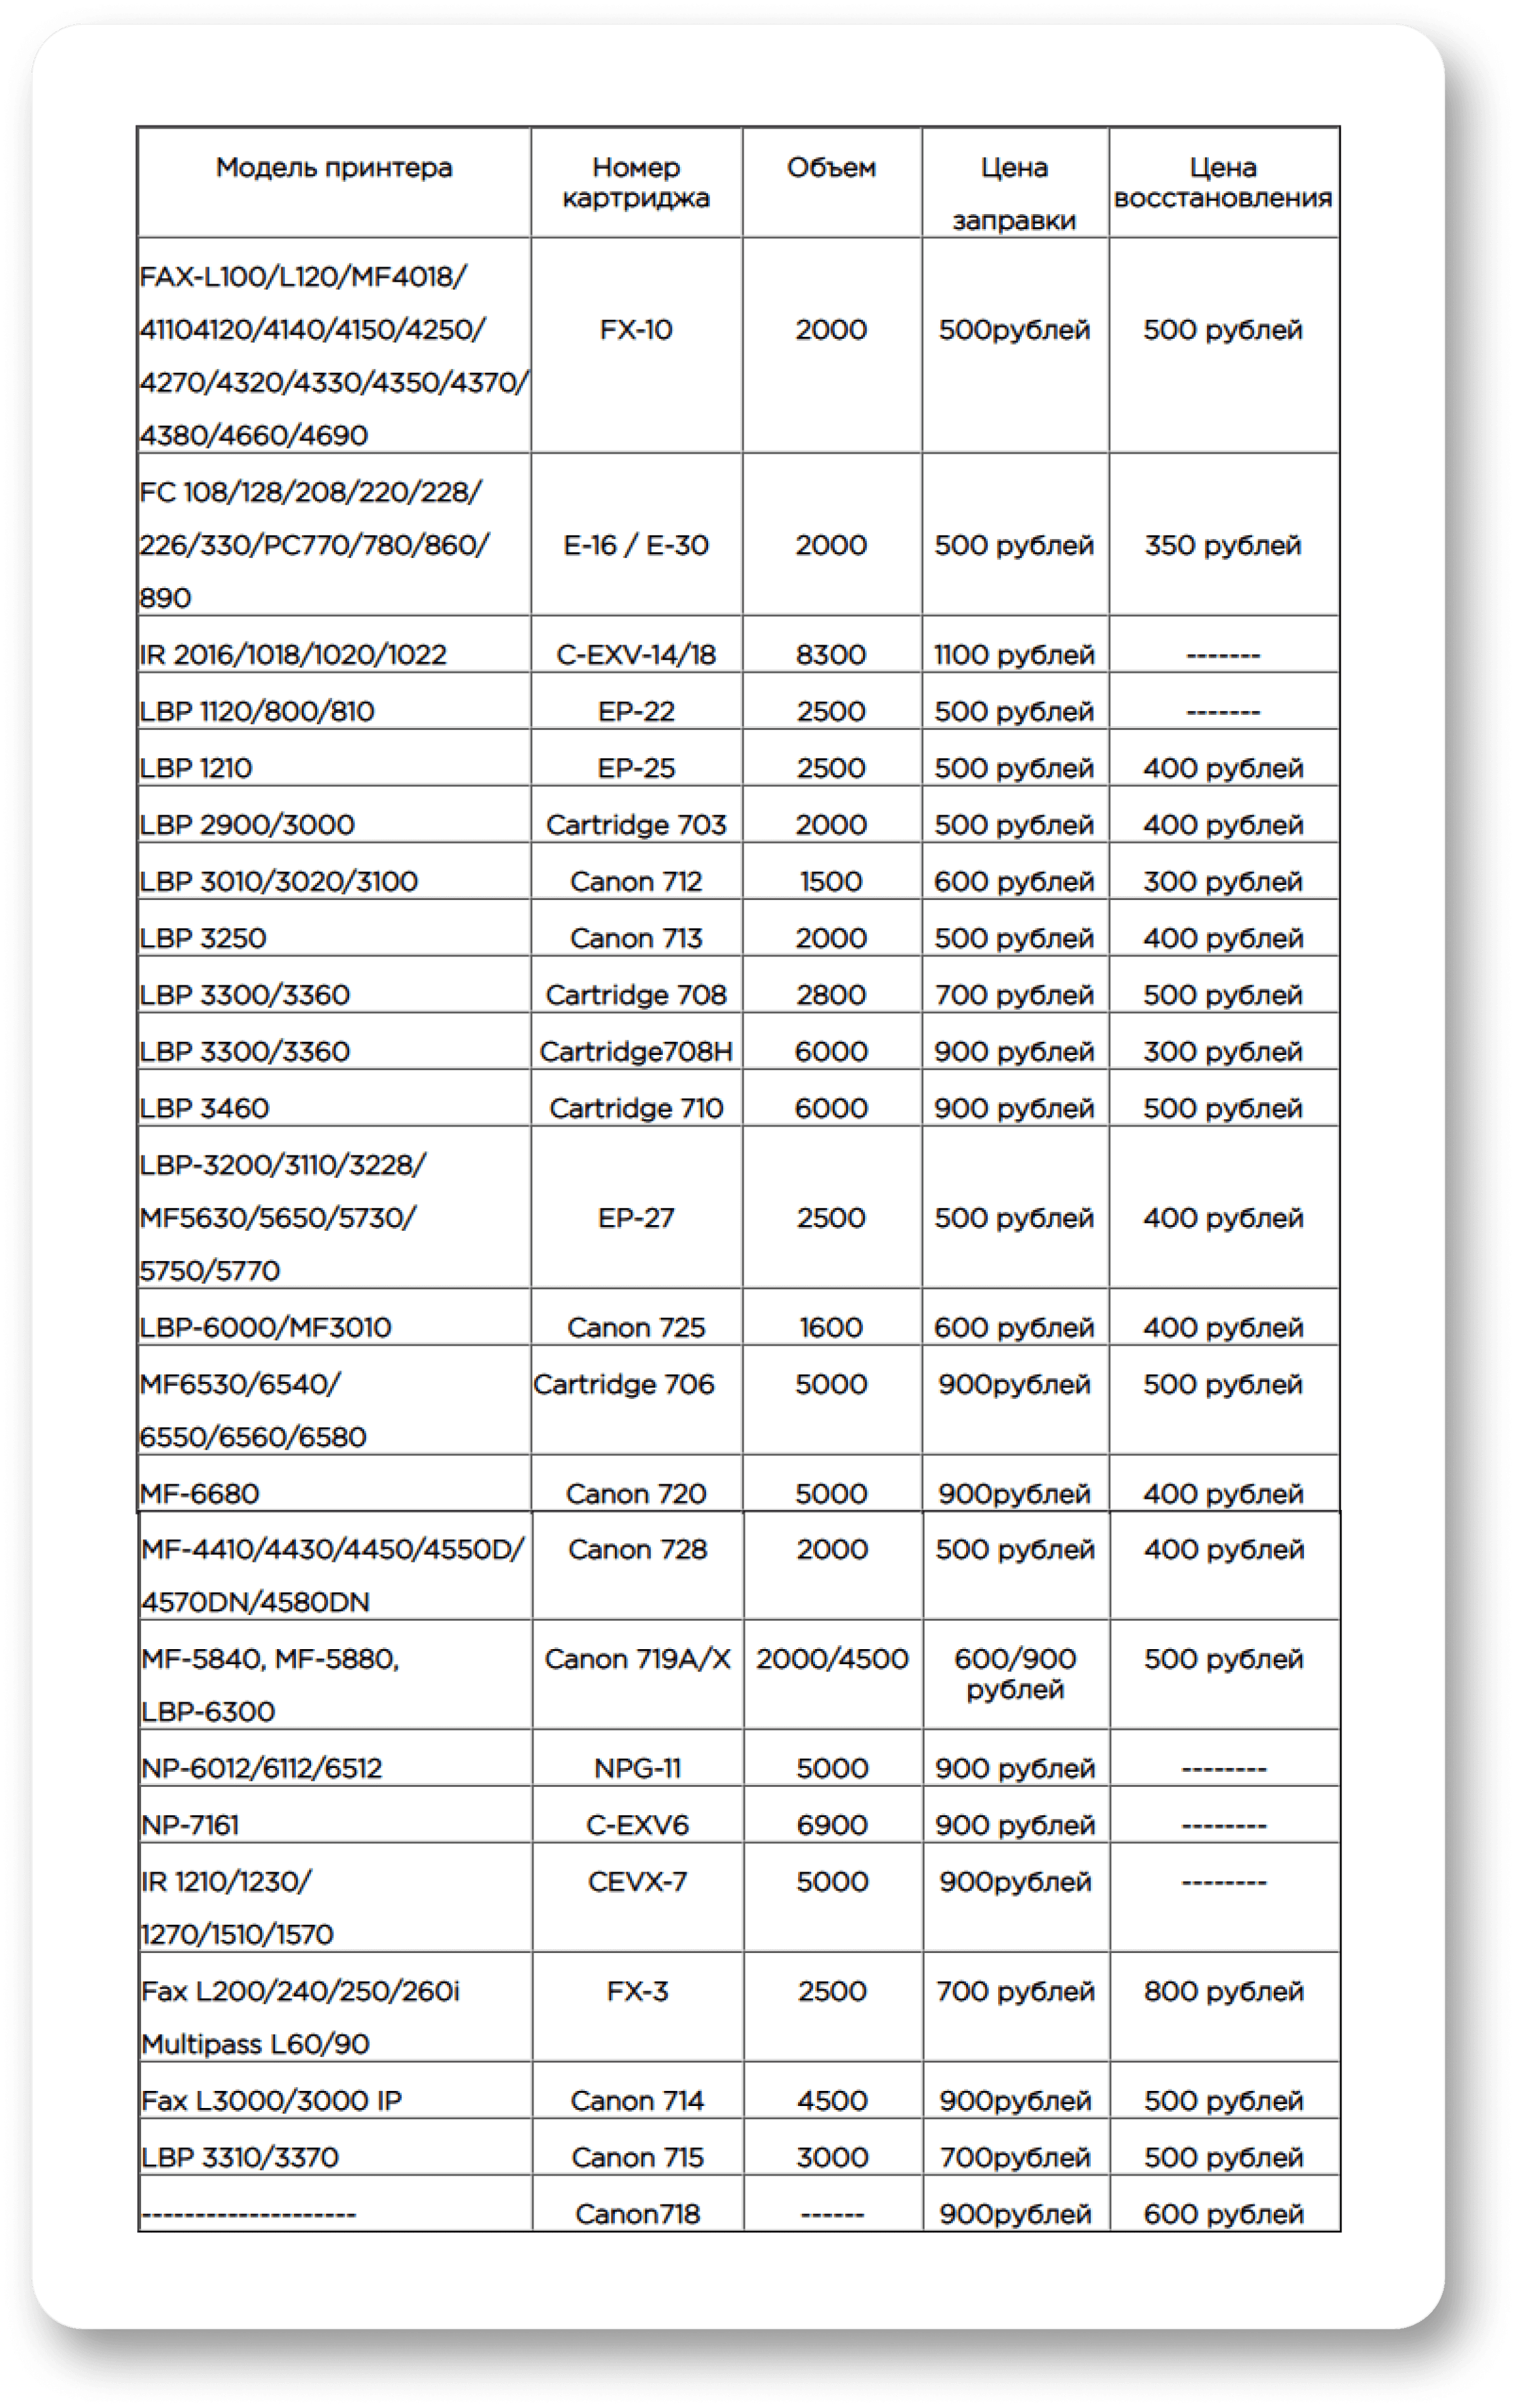 Модель принтера Номер Объем Цена Цена
картриджа заправки восстановления
FAX-L100/L120/MF4018/
41104120/4140/4150/4250/ FX-10 2000 500рублей 500 рублей
4270/4320/4330/4350/4370/
4380/4660/4690
FC 108/128/208/220/228/
226/330/PC770/780/860/ E-16 / E-30 2000 500 рублей 350 рублей
890
IR 2016/1018/1020/1022 C-EXV-14/18 8300 1100 рублей -------
LBP 1120/800/810 EP-22 2500 500 рублей -------
LBP 1210 EP-25 2500 500 рублей 400 рублей
LBP 2900/3000 Cartridge 703 2000 500 рублей 400 рублей
LBP 3010/3020/3100 Canon 712 1500 600 рублей 300 рублей
LBP 3250 Canon 713 2000 500 рублей 400 рублей
LBP 3300/3360 Cartridge 708 2800 700 рублей 500 рублей
LBP 3300/3360 Cartridge708H 6000 900 рублей 300 рублей
LBP 3460 Cartridge 710 6000 900 рублей 500 рублей
LBP-3200/3110/3228/
MF5630/5650/5730/ EP-27 2500 500 рублей 400 рублей
5750/5770
LBP-6000/MF3010 Canon 725 1600 600 рублей 400 рублей
MF6530/6540/ Cartridge 706 5000 900рублей 500 рублей
6550/6560/6580
MF-6680 Canon 720 5000 900рублей 400 рублей
MF-4410/4430/4450/4550D/ Canon 728 2000 500 рублей 400 рублей
4570DN/4580DN
MF-5840, MF-5880, Canon 719A/X 2000/4500 600/900 500 рублей
LBP-6300 рублей
NP-6012/6112/6512 NPG-11 5000 900 рублей --------
NP-7161 C-EXV6 6900 900 рублей --------
IR 1210/1230/ CEVX-7 5000 900рублей --------
1270/1510/1570
Fax L200/240/250/260i FX-3 2500 700 рублей 800 рублей
Multipass L60/90
Fax L3000/3000 IP Canon 714 4500 900рублей 500 рублей
LBP 3310/3370 Canon 715 3000 700рублей 500 рублей
-------------------- Canon718 ------ 900рублей 600 рублей